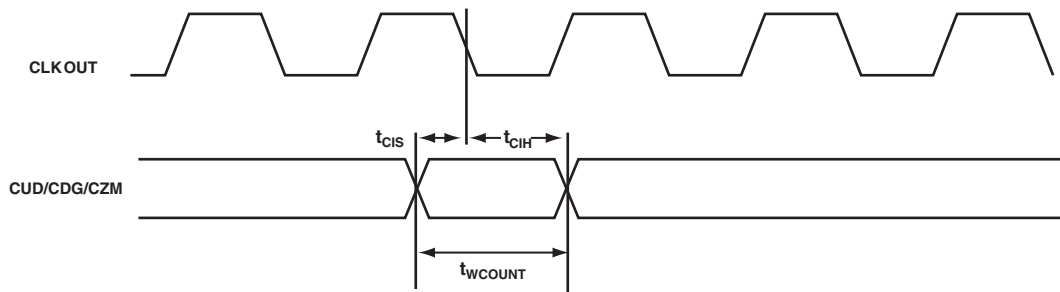 CLKOUT
tCIS
tCIH
CUD/CDG/CZM
tWCOUNT